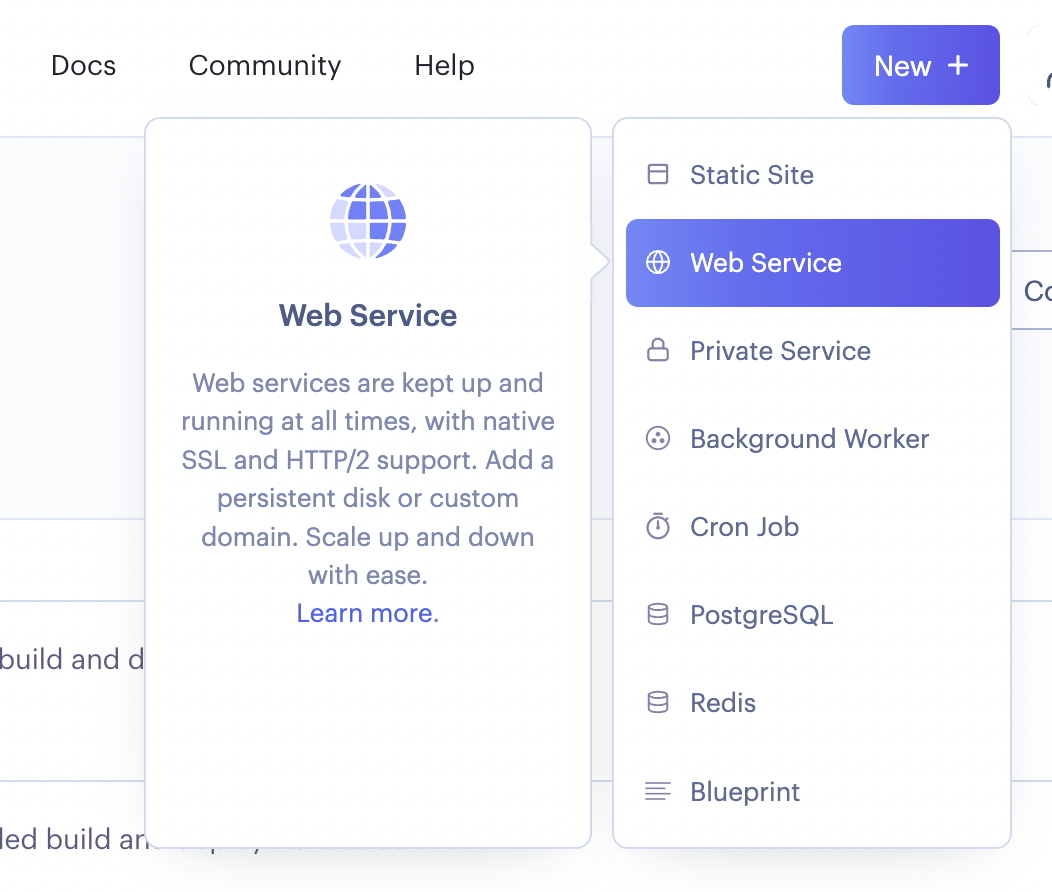 Docs
Community
Help
New +
Static Site
Web Service
Private Service
Background Worker
Cron Job
PostgreSQL
Redis
Blueprint
Web Service
Web services are kept up and
running at all times, with native
SSL and HTTP/2 support. Add a
persistent disk or custom
domain. Scale up and down
with ease.
Learn more.
build and d
led build an